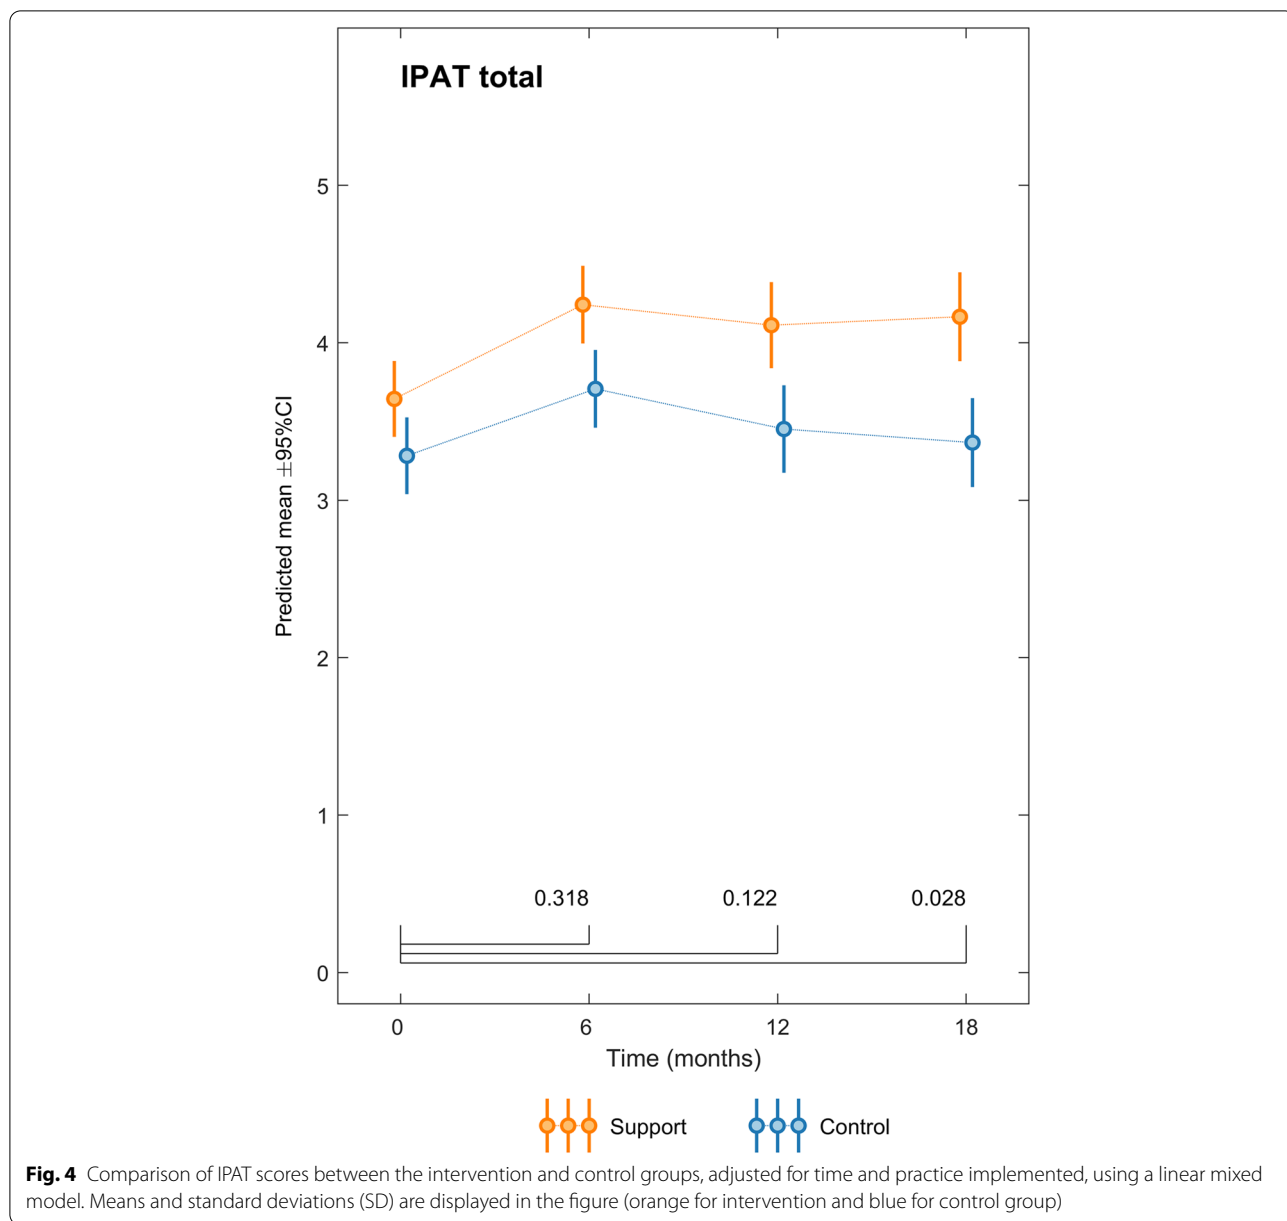 IPAT total
5
4
3
2
1
0
Predicted mean ±95%CI
0.318 0.122 0.028
0 6 12 18
Time (months)
Support Control
Fig. 4 Comparison of IPAT scores between the intervention and control groups, adjusted for time and practice implemented, using a linear mixed
model. Means and standard deviations (SD) are displayed in the figure (orange for intervention and blue for control group)